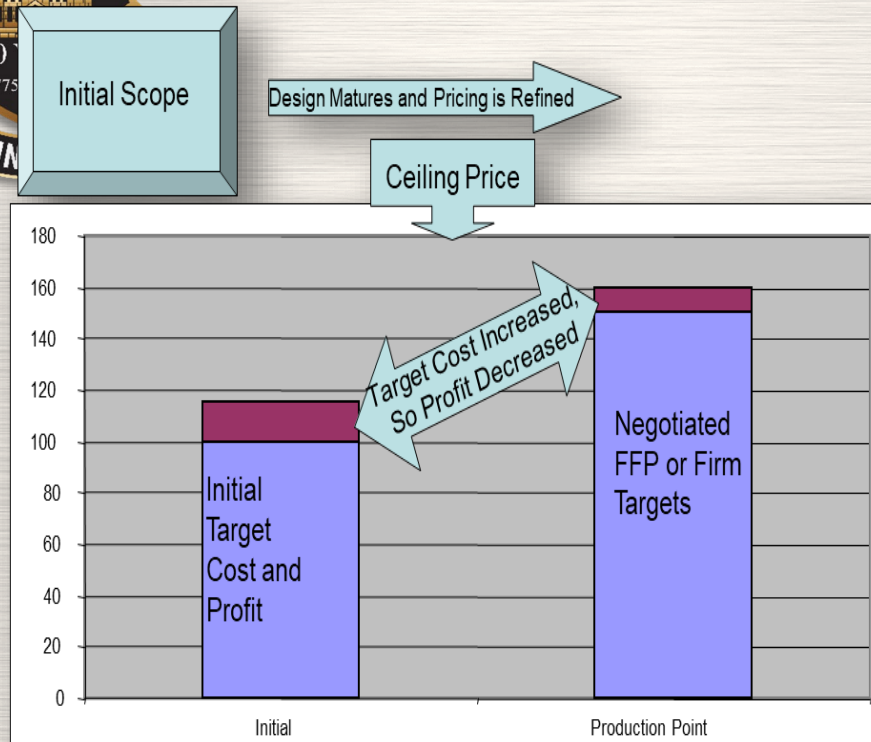 775
Initial Scope
Design Matures and Pricing is Refined
Ceiling Price
180
160
140
120
100
80
60
40
20
0
Target Cost Increased,
So Profit Decreased
Initial
Target
Cost and
Profit
Negotiated
FFP or Firm
Targets
Initial
Production Point